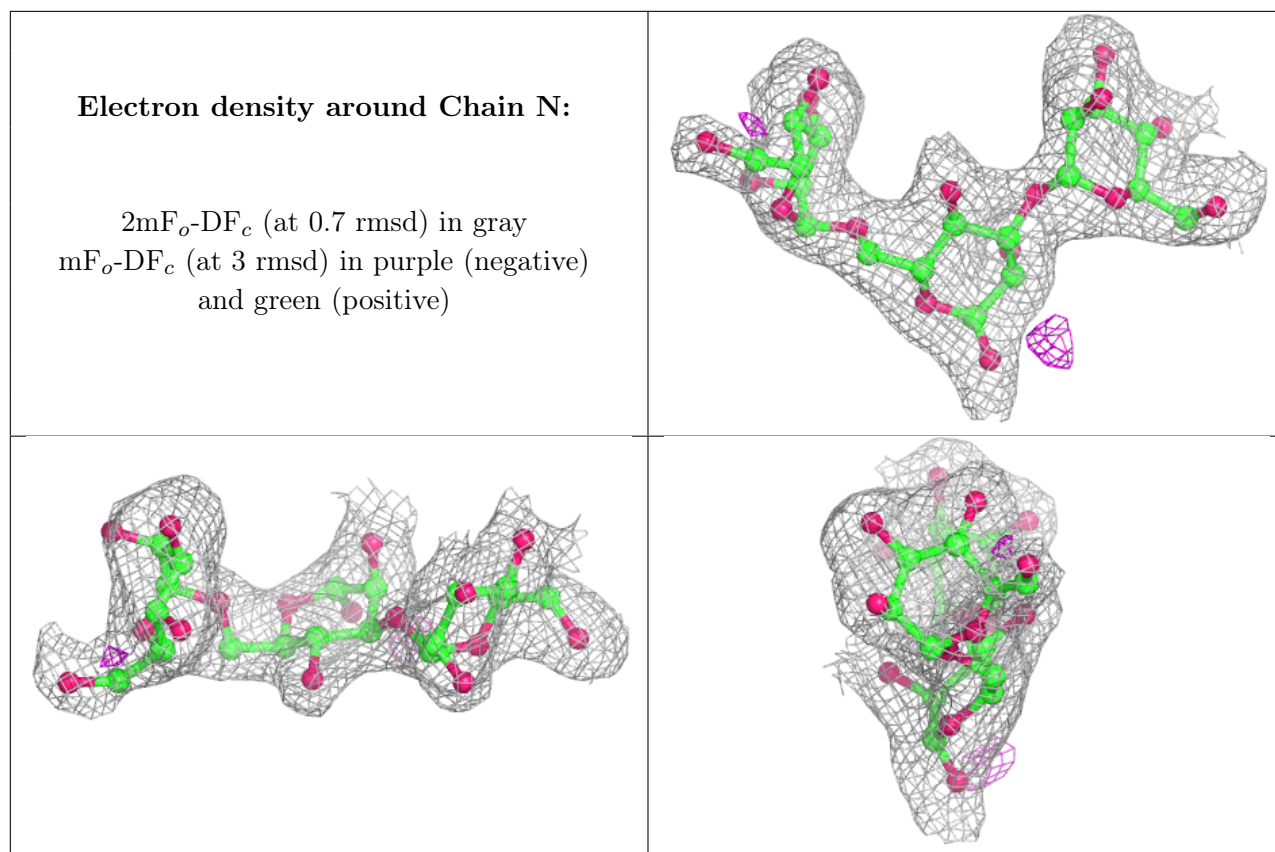 Electron density around Chain N:
2mFₒ-DF𝒸 (at 0.7 rmsd) in gray
mFₒ-DF𝒸 (at 3 rmsd) in purple (negative)
and green (positive)